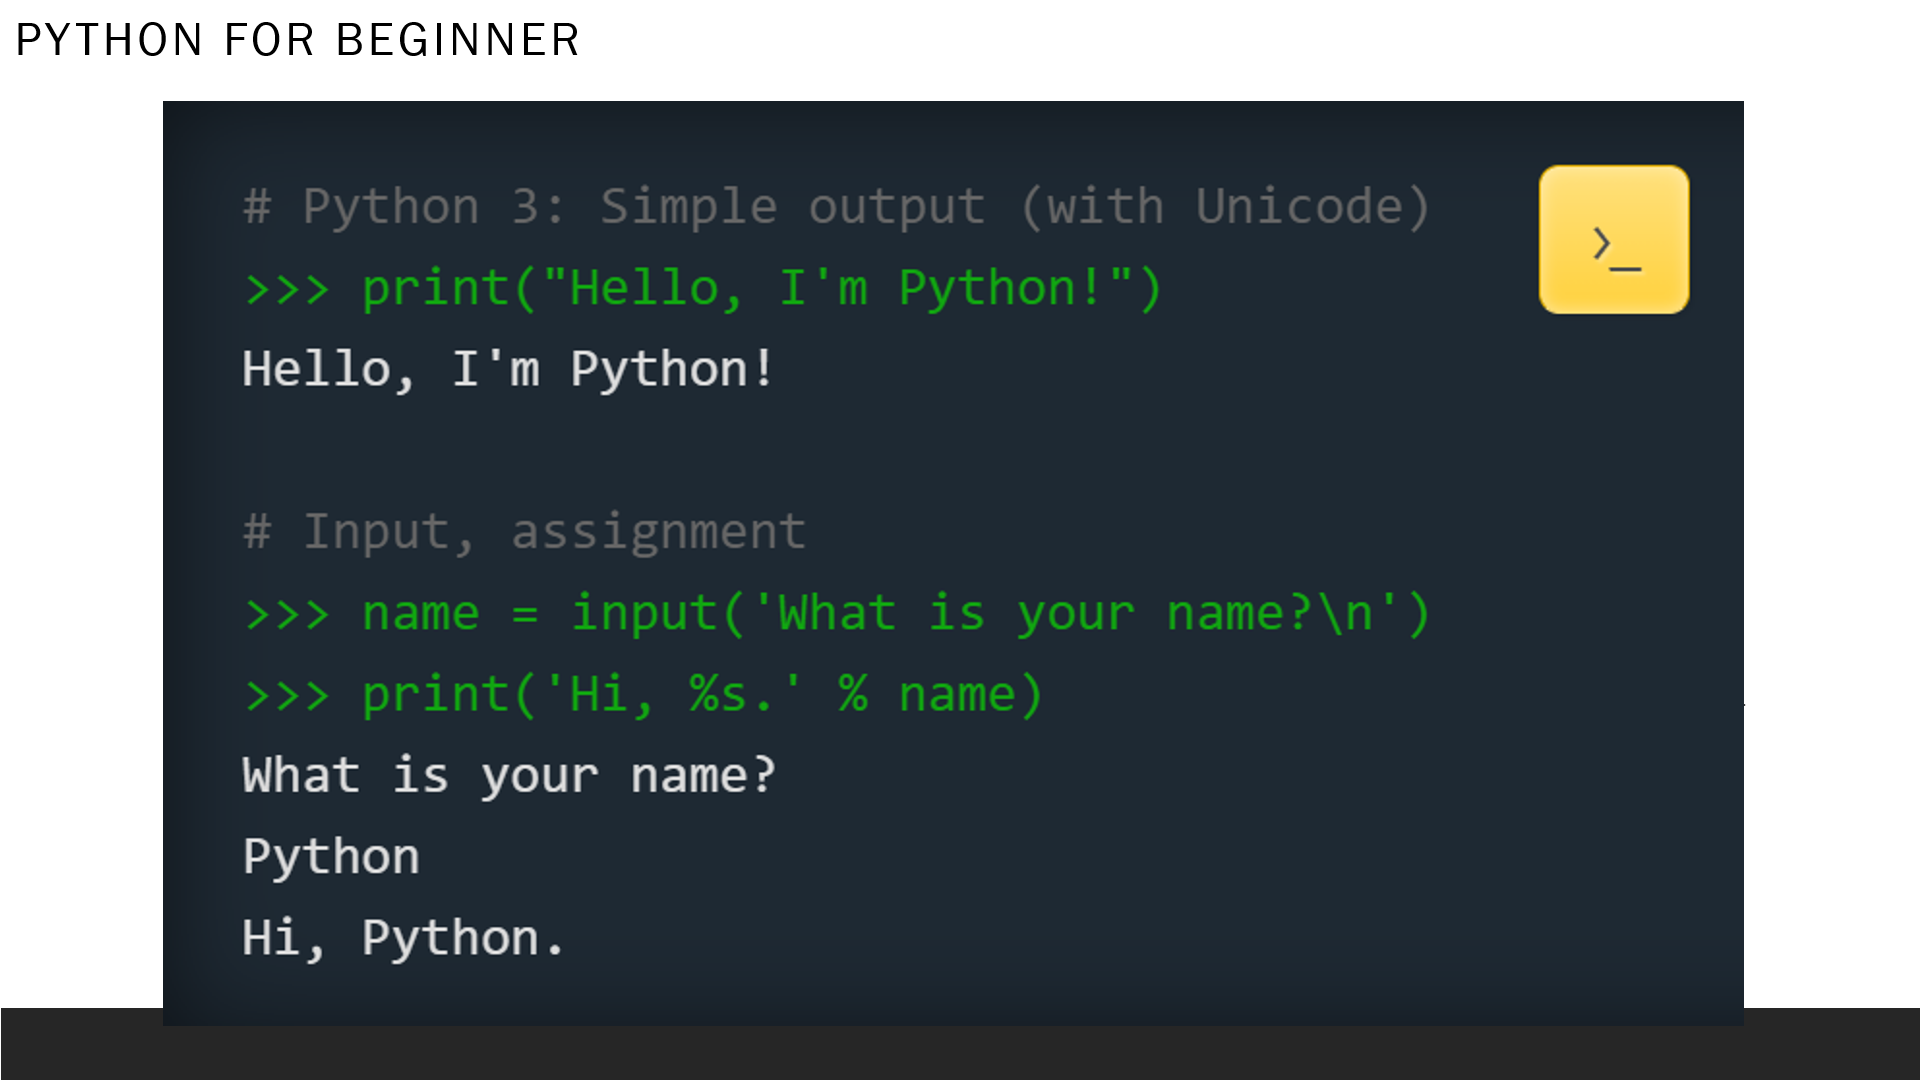 PYTHON FOR BEGINNER
# Python 3: Simple output (with Unicode)
>>> print("Hello, I'm Python!")
Hello, I'm Python!
# Input, assignment
>>> name = input('What is your name?\n')
>>> print('Hi, %s.' % name)
What is your name?
Python
Hi, Python.
>_